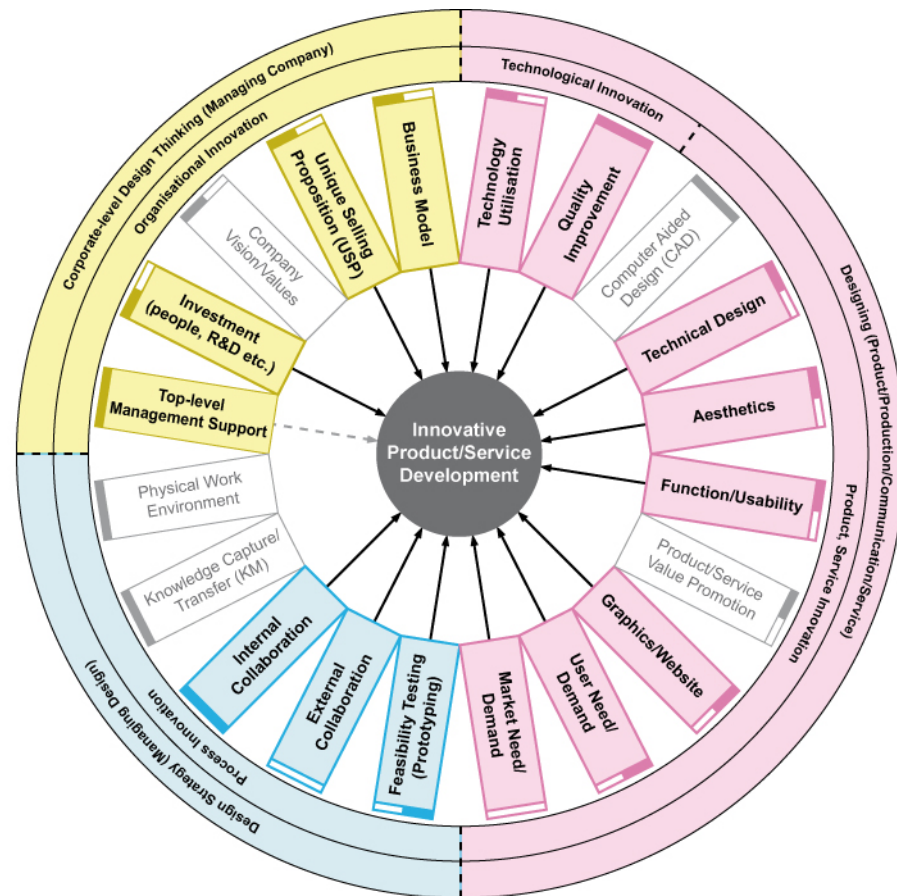 Corporate-level Design Thinking (Managing Company)
Organisational Innovation
Technological Innovation
Designing (Product/Production/Communication/Service)
Product, Service Innovation
Design Strategy (Managing Design)
Process Innovation
Innovative
Product/Service
Development
Business Model
Technology
Utilisation
Quality
Improvement
Computer Aided
Design (CAD)
Technical Design
Aesthetics
Function/Usability
Product/Service
Value Promotion
Graphics/Website
User Need/
Demand
Market Need/
Demand
Feasibility Testing
(Prototyping)
External
Collaboration
Internal
Collaboration
Knowledge Capture/
Transfer (KM)
Physical Work
Environment
Top-level
Management Support
Investment
(people, R&D etc.)
Company
Vision/Values
Unique Selling
Proposition (USP)